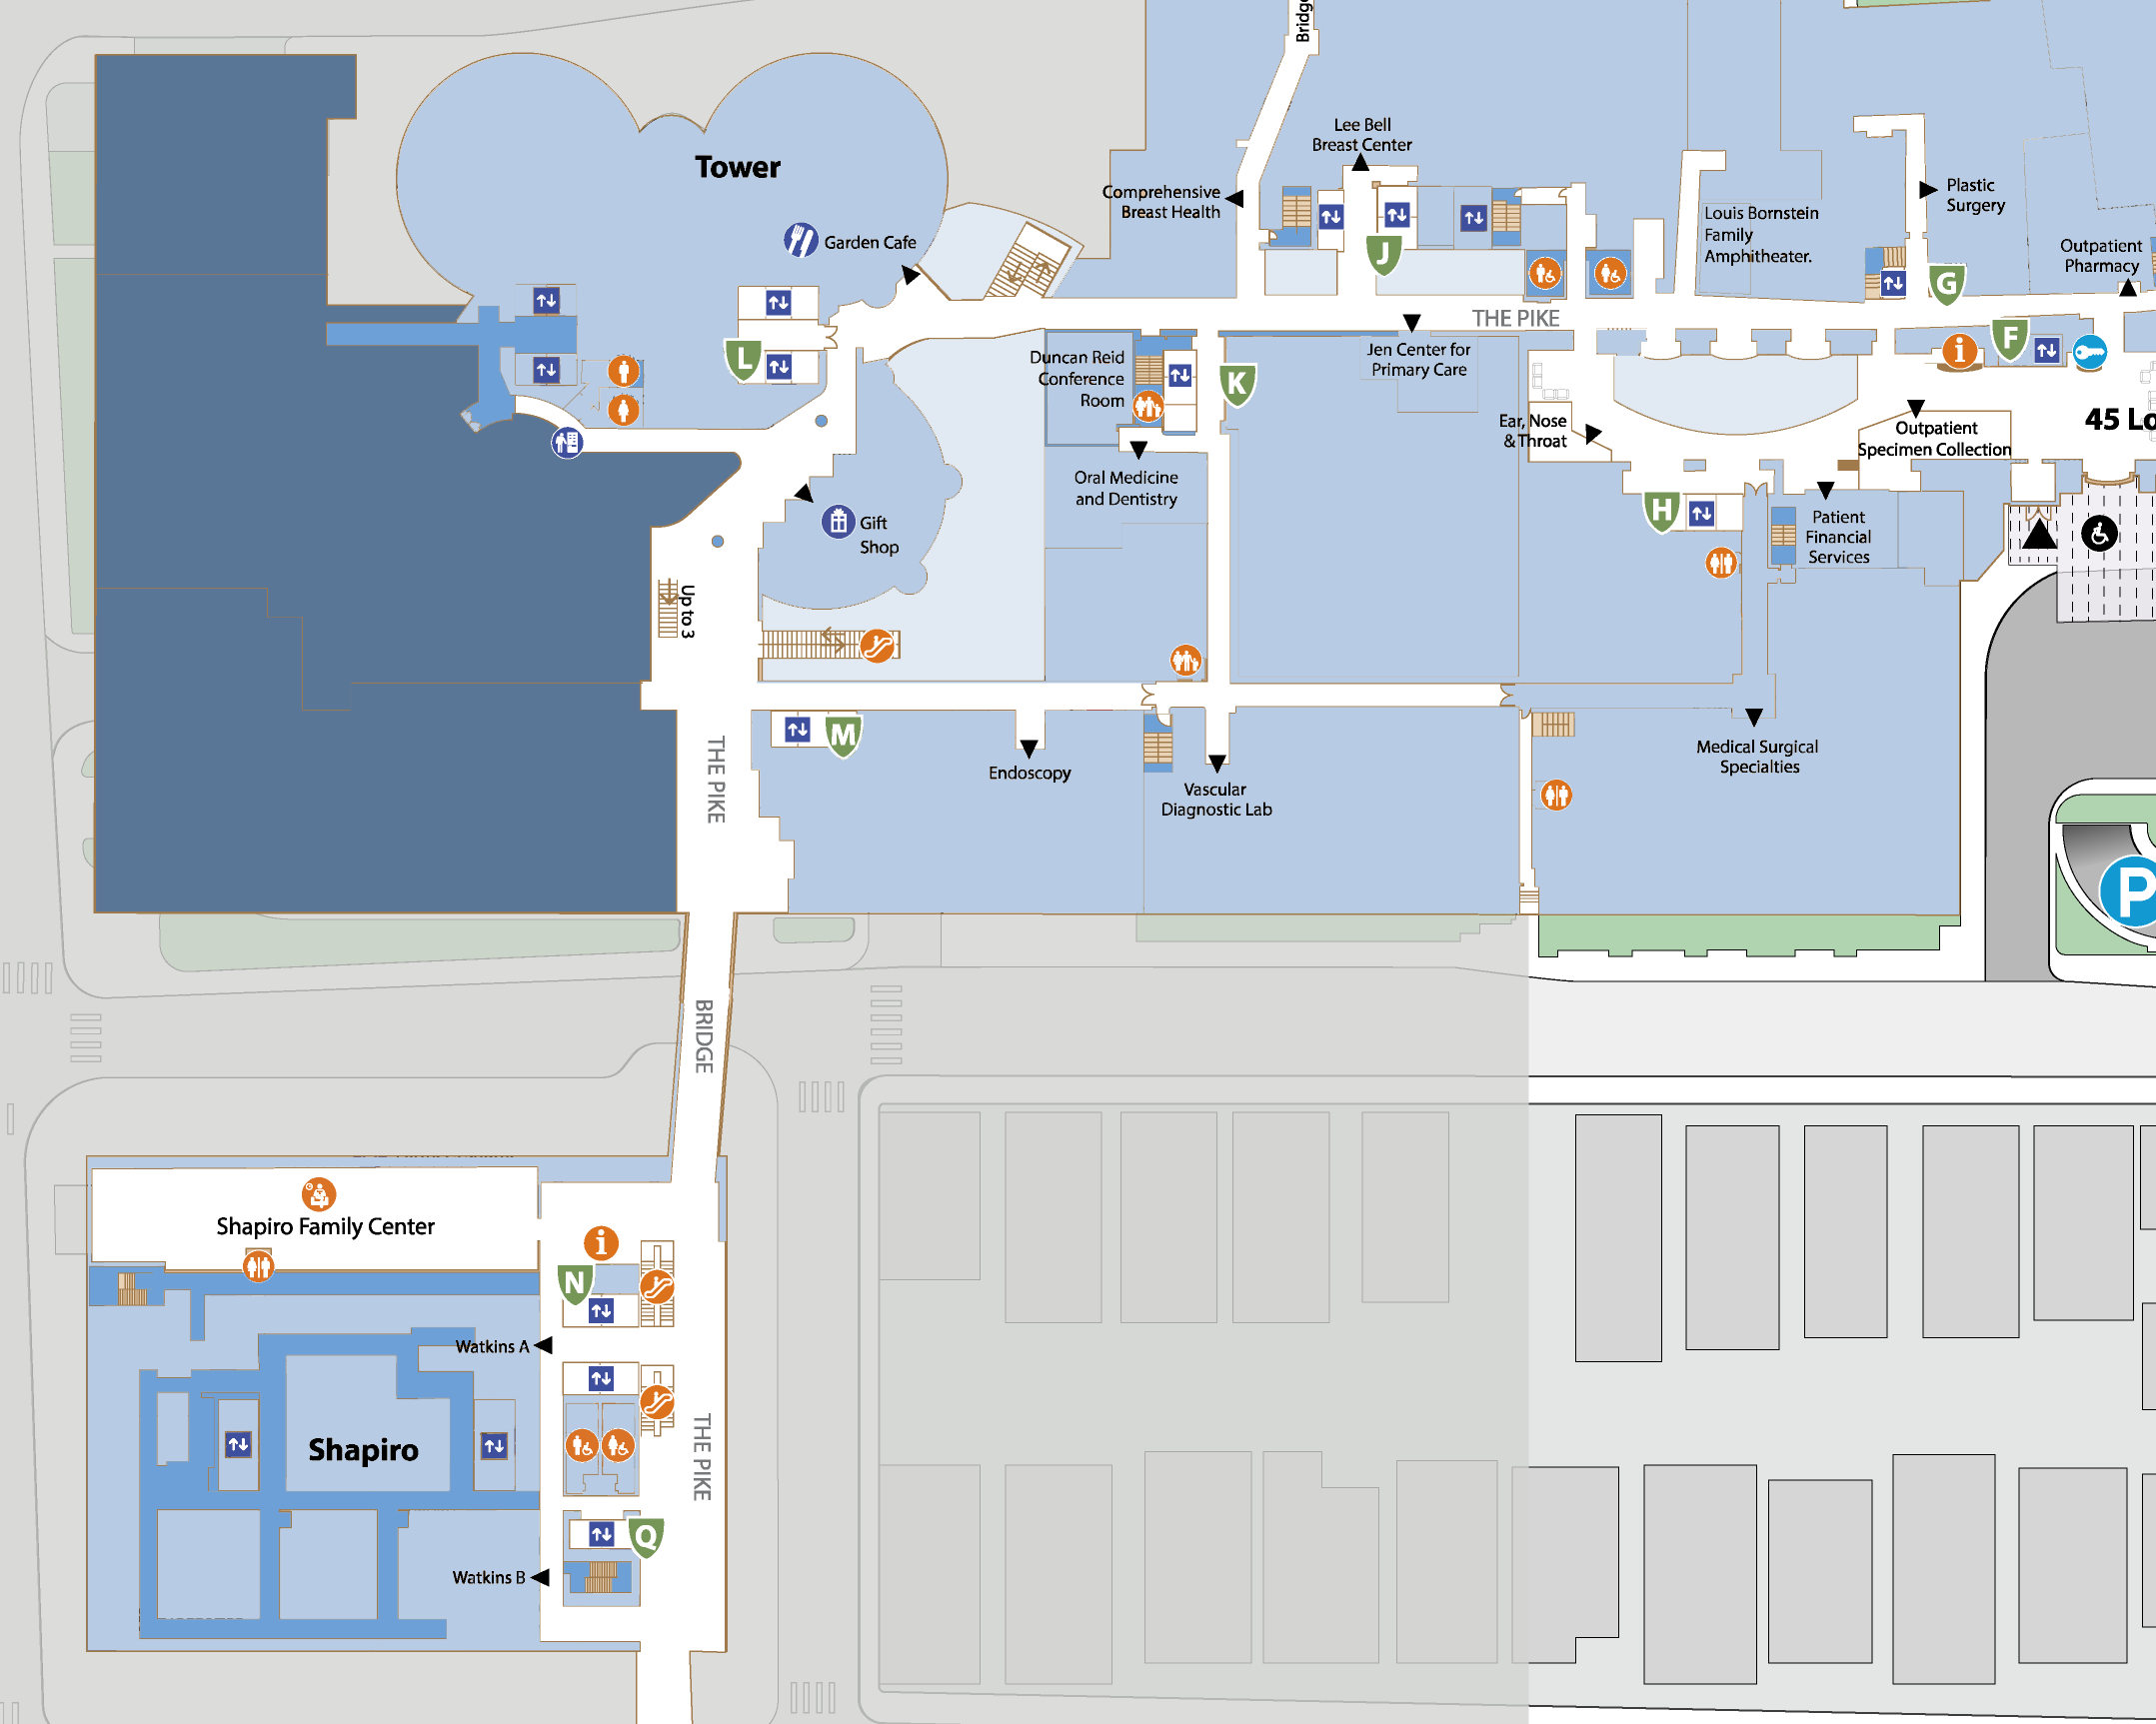 Bridge
Tower
Lee Bell
Breast Center
Comprehensive
Breast Health
Garden Cafe
Louis Bornstein
Family
Amphitheater.
Plastic
Surgery
Outpatient
Pharmacy
J
G
THE PIKE
L
Duncan Reid
Conference
Room
K
Jen Center for
Primary Care
i
F
Ear, Nose
& Throat
Outpatient
Specimen Collection
45 Lo
Oral Medicine
and Dentistry
Gift
Shop
H
Patient
Financial
Services
Up to 3
M
THE PIKE
Endoscopy
Vascular
Diagnostic Lab
Medical Surgical
Specialties
P
BRIDGE
Shapiro Family Center
i
N
Watkins A
Shapiro
THE PIKE
Q
Watkins B